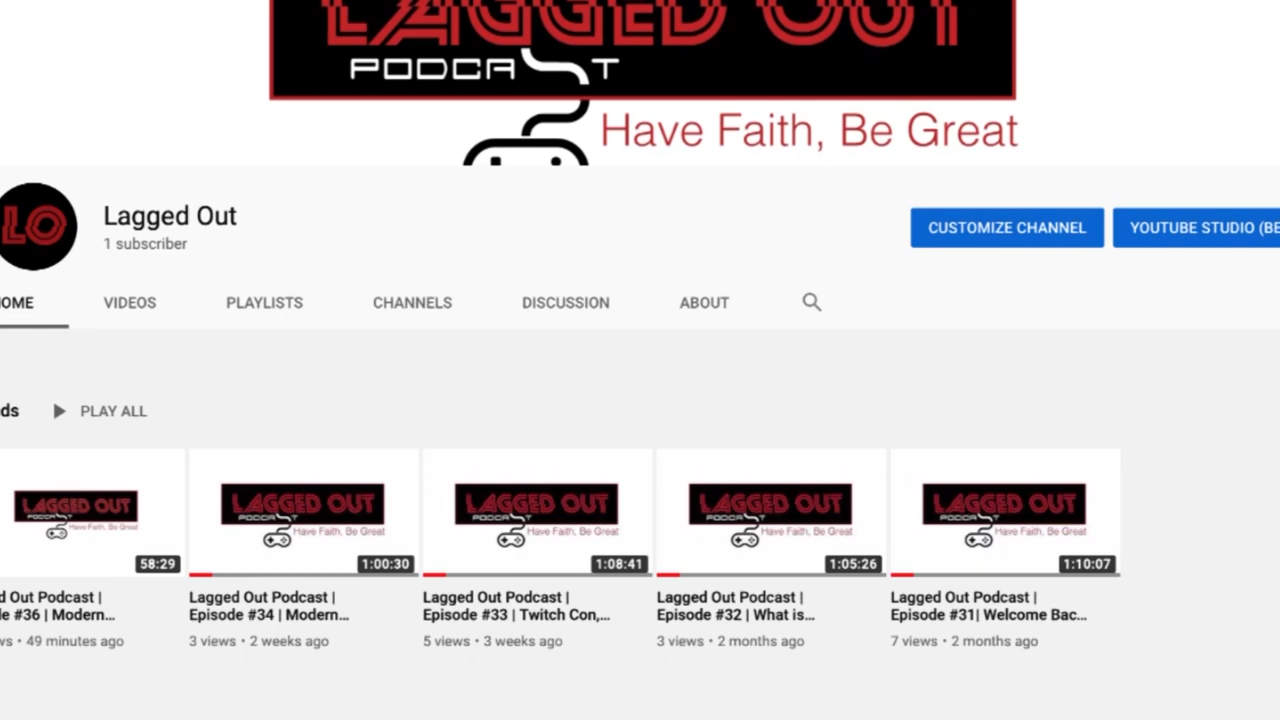 LAGGED OUT
PODCAST
Have Faith, Be Great
LO
Lagged Out
1 subscriber
CUSTOMIZE CHANNEL
YOUTUBE STUDIO (BE
HOME
VIDEOS
PLAYLISTS
CHANNELS
DISCUSSION
ABOUT
ds
PLAY ALL
LAGGED OUT
PODCAST
Have Faith, Be Great
58:29
LAGGED OUT
PODCAST
Have Faith, Be Great
1:00:30
LAGGED OUT
PODCAST
Have Faith, Be Great
1:08:41
LAGGED OUT
PODCAST
Have Faith, Be Great
1:05:26
LAGGED OUT
PODCAST
Have Faith, Be Great
1:10:07
d Out Podcast |
e #36 | Modern...
ws • 49 minutes ago
Lagged Out Podcast |
Episode #34 | Modern...
3 views • 2 weeks ago
Lagged Out Podcast |
Episode #33 | Twitch Con,...
5 views • 3 weeks ago
Lagged Out Podcast |
Episode #32 | What is...
3 views • 2 months ago
Lagged Out Podcast |
Episode #31| Welcome Bac...
7 views • 2 months ago